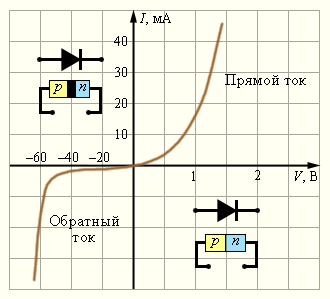 I, мА
40
30
20
10
p n
Прямой ток
−60 −40 −20
1 2
V, В
Обратный
ток
p n